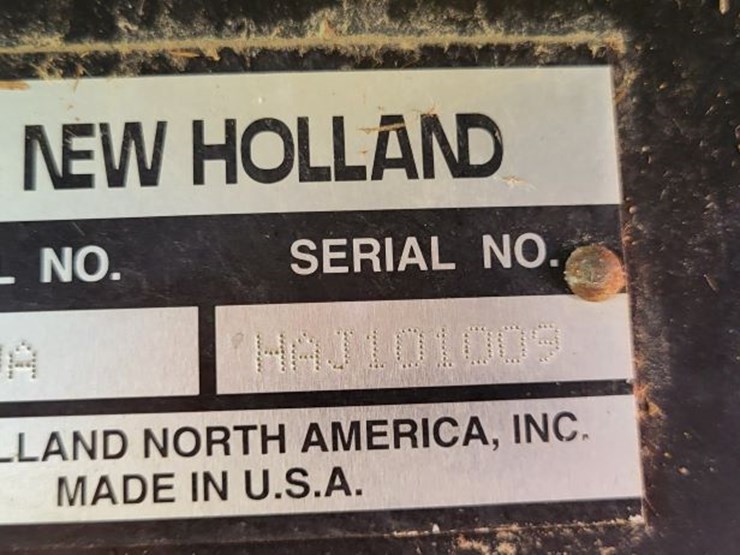 NEW HOLLAND
L NO. SERIAL NO.
A HAJ101009
LLAND NORTH AMERICA, INC.
MADE IN U.S.A.